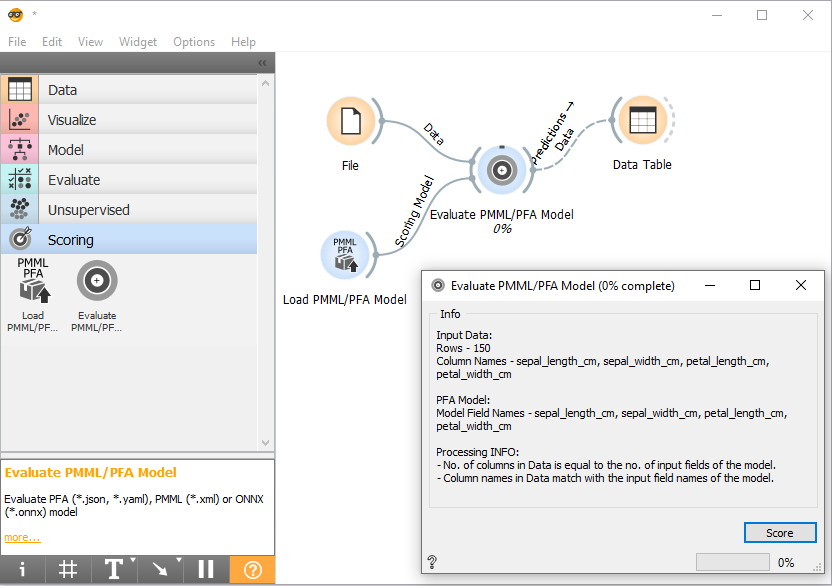 *
File Edit View Widget Options Help
Data
Visualize
Model
Evaluate
Unsupervised
Scoring
PMML
PFA
Load
PMML/PF...
Evaluate
PMML/PF...
Evaluate PMML/PFA Model
Evaluate PFA (*.json, *.yaml), PMML (*.xml) or ONNX
(*.onnx) model
more...
i # T ?
File
Data
PMML
PFA
Load PMML/PFA Model
Scoring Model
Evaluate PMML/PFA Model
0%
Predictions →
Data
Data Table
Evaluate PMML/PFA Model (0% complete)
Info
Input Data:
Rows - 150
Column Names - sepal_length_cm, sepal_width_cm, petal_length_cm,
petal_width_cm
PFA Model:
Model Field Names - sepal_length_cm, sepal_width_cm, petal_length_cm,
petal_width_cm
Processing INFO:
- No. of columns in Data is equal to the no. of input fields of the model.
- Column names in Data match with the input field names of the model.
Score
? 0%